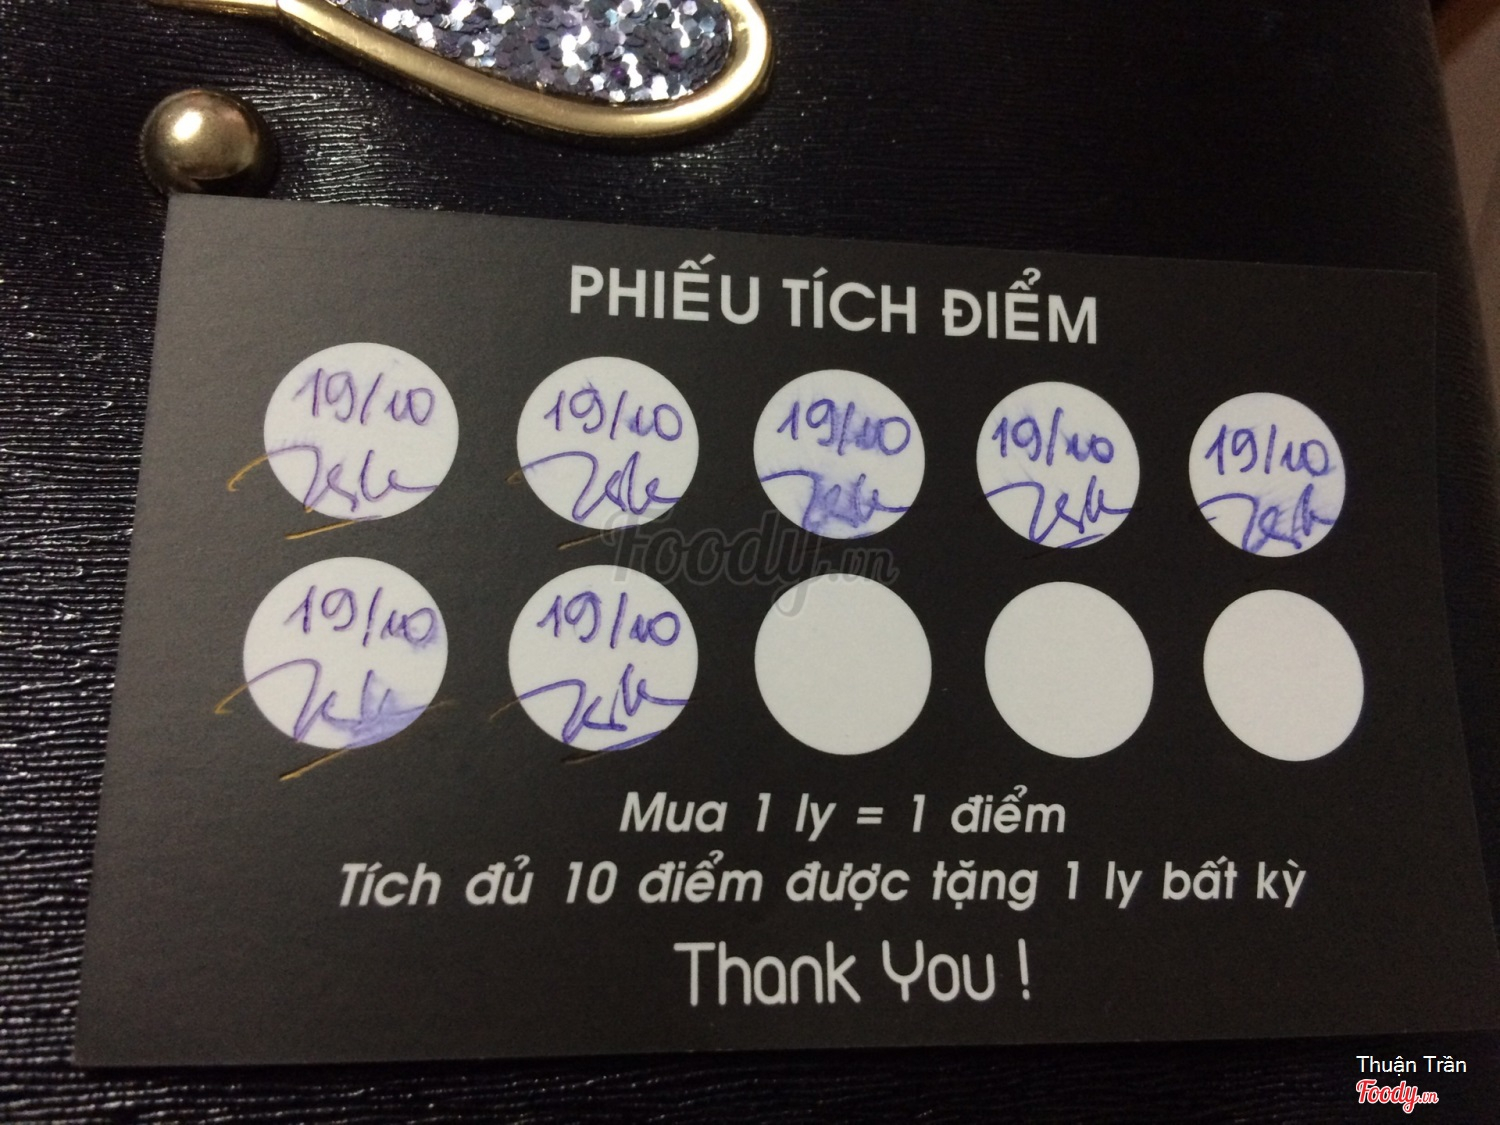 PHIẾU TÍCH ĐIỂM
19/10 19/10 19/10 19/10 19/10
19/10 19/10
Foody.vn
Mua 1 ly = 1 điểm
Tích đủ 10 điểm được tặng 1 ly bất kỳ
Thank You !
Thuận Trần
Foody.vn